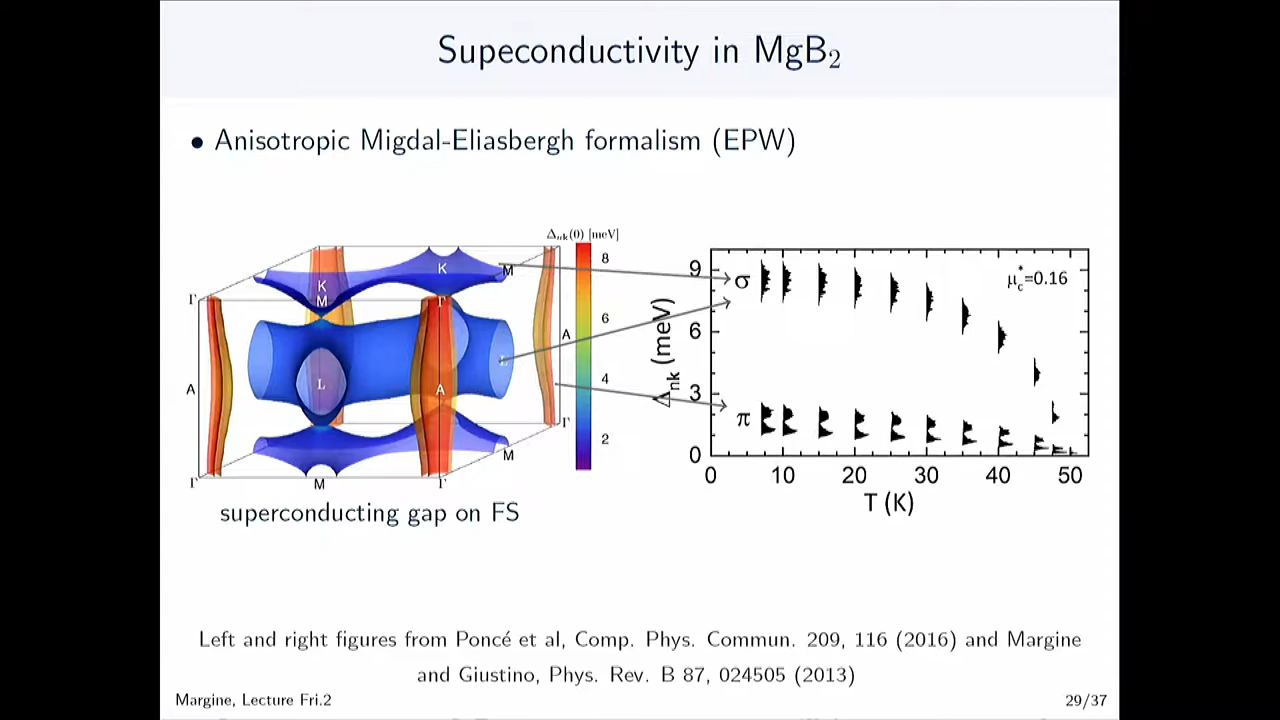 Supeconductivity in MgB₂
• Anisotropic Migdal-Eliasbergh formalism (EPW)
Δₙₖ(0) [meV]
8
6
4
2
K
M
K
M
Γ
Γ
A
A
L
L
A
Γ
M
Γ
M
Γ
superconducting gap on FS
σ
π
μ*c=0.16
Δnk (meV)
9
6
3
0
0 10 20 30 40 50
T (K)
Left and right figures from Poncé et al, Comp. Phys. Commun. 209, 116 (2016) and Margine
and Giustino, Phys. Rev. B 87, 024505 (2013)
Margine, Lecture Fri.2
29/37